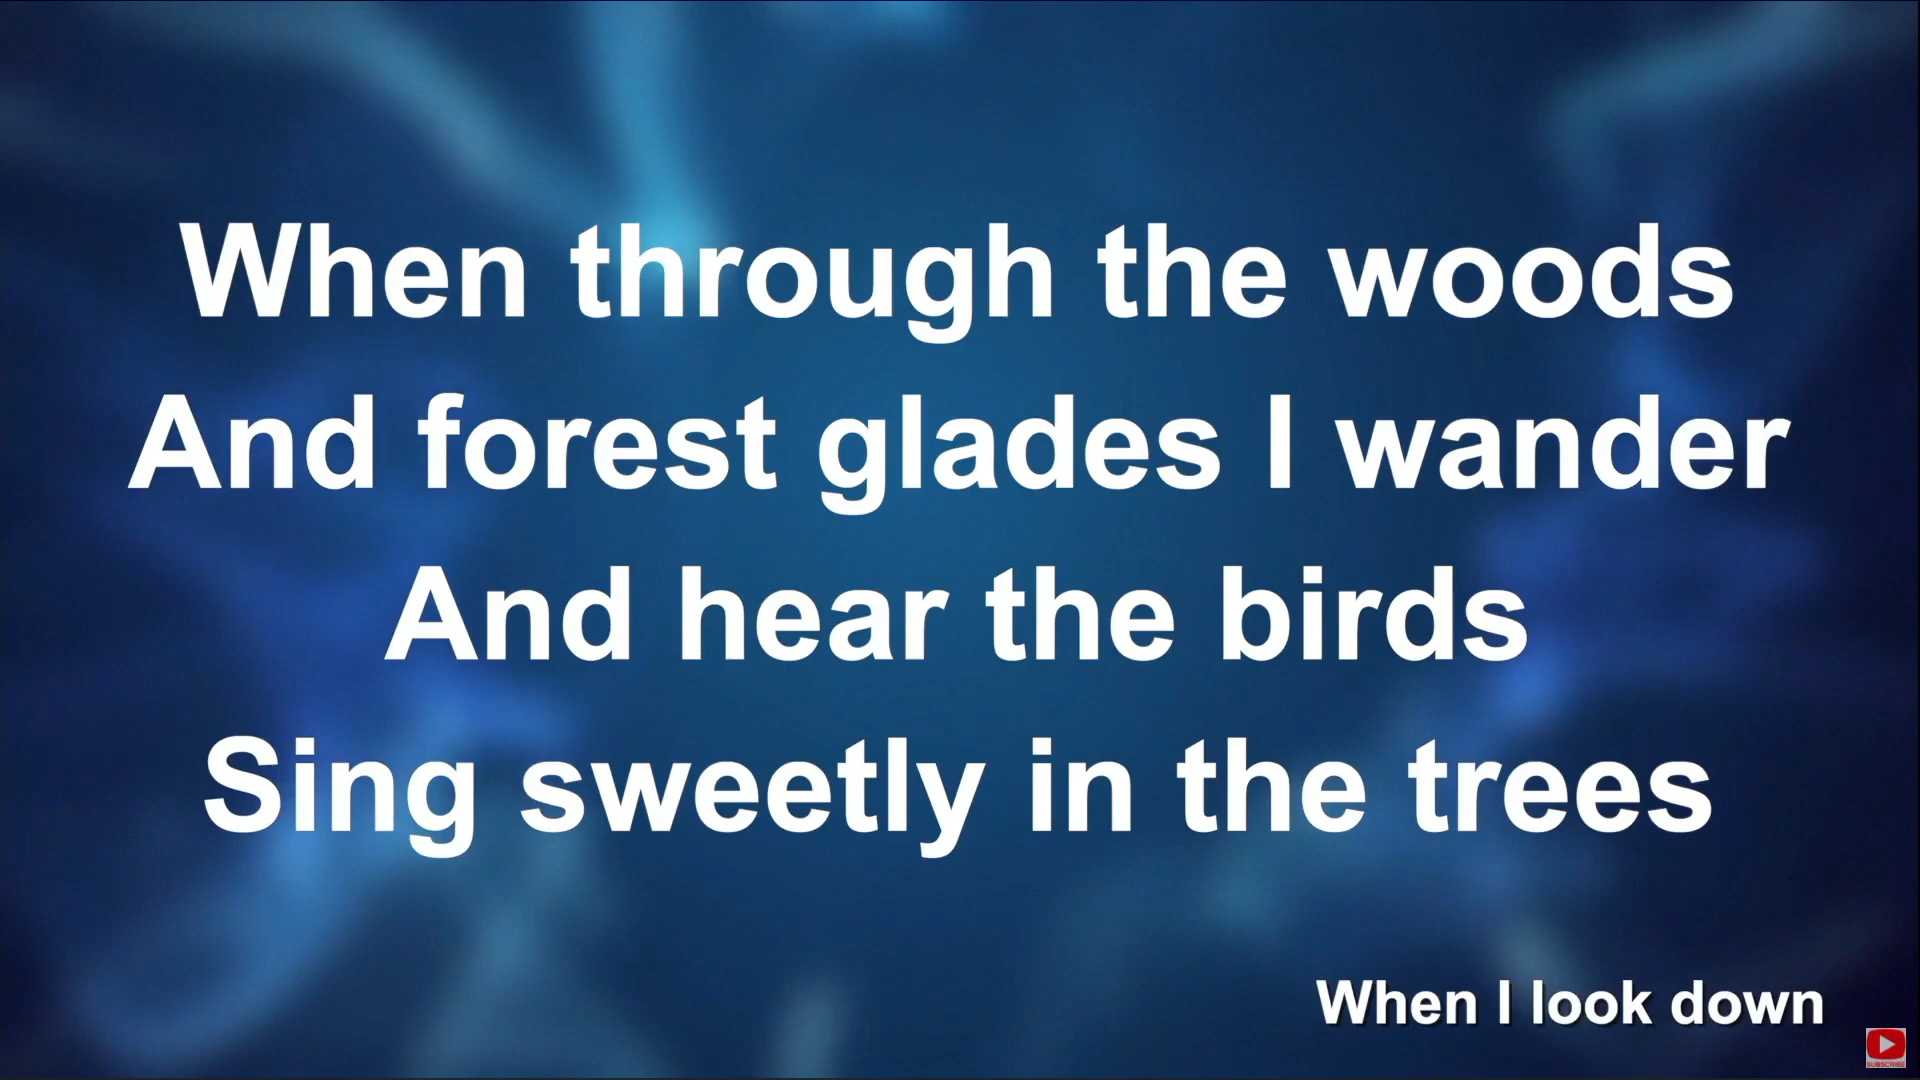 When through the woods
And forest glades I wander
And hear the birds
Sing sweetly in the trees
When I look down
SUBSCRIBE